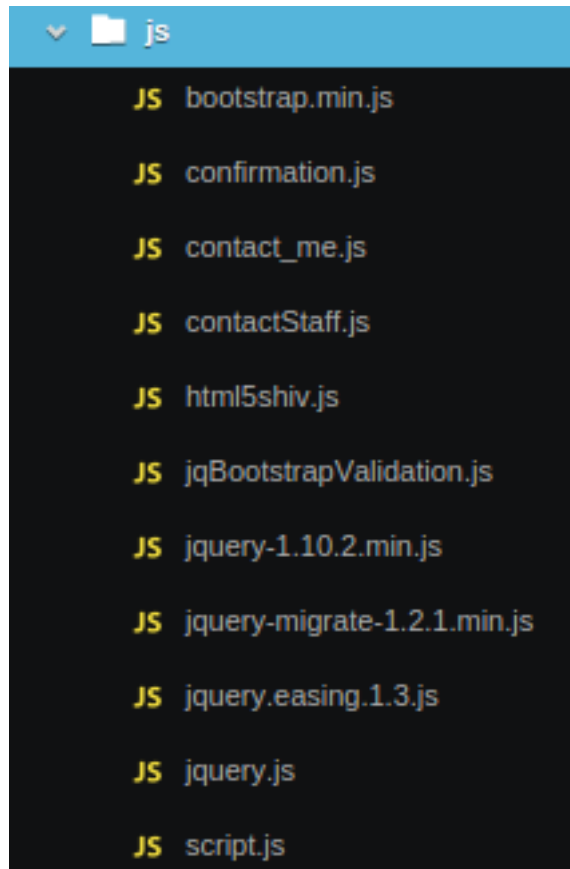 js
JS bootstrap.min.js
JS confirmation.js
JS contact_me.js
JS contactStaff.js
JS html5shiv.js
JS jqBootstrapValidation.js
JS jquery-1.10.2.min.js
JS jquery-migrate-1.2.1.min.js
JS jquery.easing.1.3.js
JS jquery.js
JS script.js